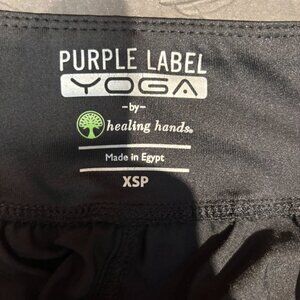 PURPLE LABEL
YOGA
-by-
healing hands®
Made in Egypt
XSP